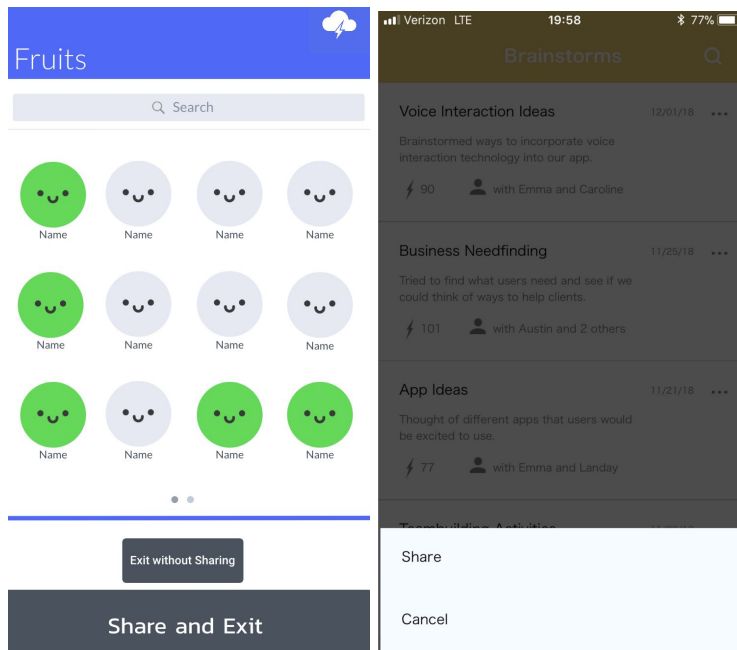 Fruits
Search
Name Name Name Name
Name Name Name Name
Name Name Name Name
Exit without Sharing
Share and Exit
Verizon LTE 19:58 77%
Brainstorms
Voice Interaction Ideas 12/01/18
Brainstormed ways to incorporate voice
interaction technology into our app.
90 with Emma and Caroline
Business Needfinding 11/25/18
Tried to find what users need and see if we
could think of ways to help clients.
101 with Austin and 2 others
App Ideas 11/21/18
Thought of different apps that users would
be excited to use.
77 with Emma and Landay
Teambuilding Activities
Share
Cancel